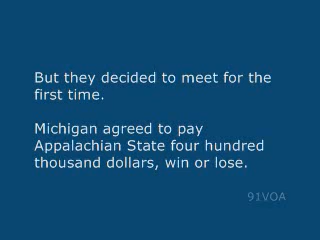 But they decided to meet for the
first time.
Michigan agreed to pay
Appalachian State four hundred
thousand dollars, win or lose.
91VOA